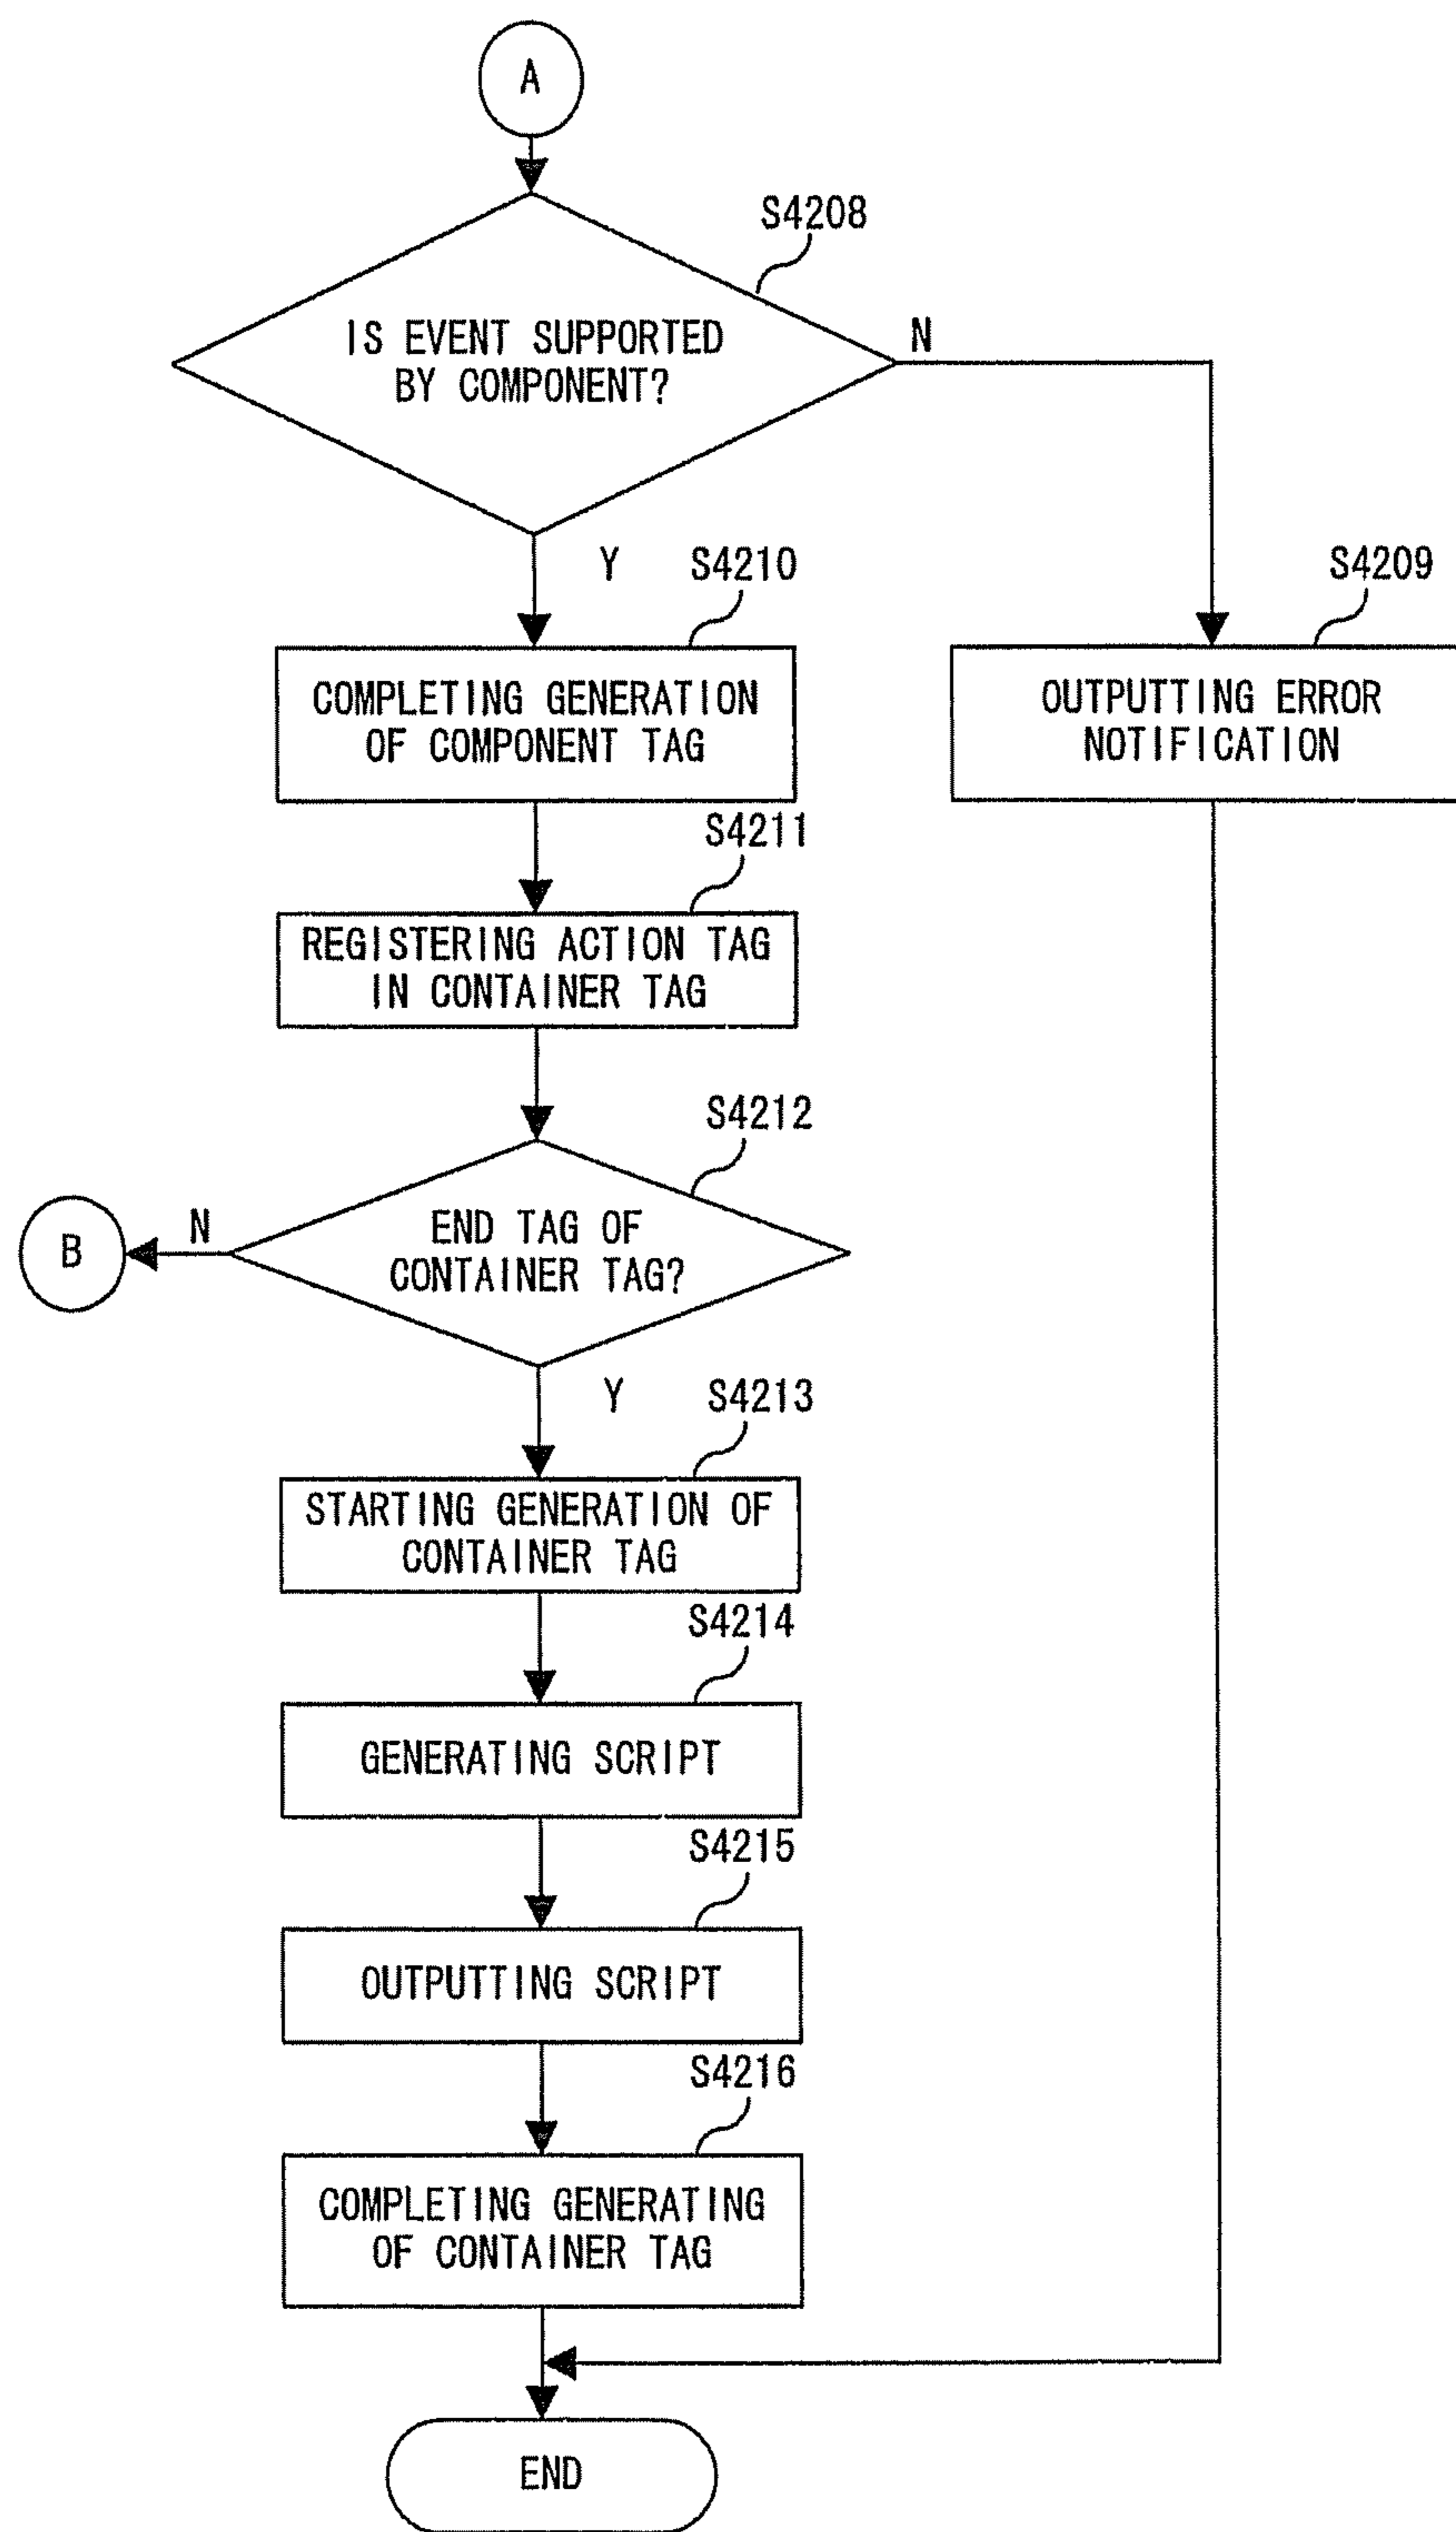 A
S4208
IS EVENT SUPPORTED
BY COMPONENT?
N
Y
S4210
S4209
COMPLETING GENERATION
OF COMPONENT TAG
OUTPUTTING ERROR
NOTIFICATION
S4211
REGISTERING ACTION TAG
IN CONTAINER TAG
S4212
B
N
END TAG OF
CONTAINER TAG?
Y
S4213
STARTING GENERATION OF
CONTAINER TAG
S4214
GENERATING SCRIPT
S4215
OUTPUTTING SCRIPT
S4216
COMPLETING GENERATING
OF CONTAINER TAG
END